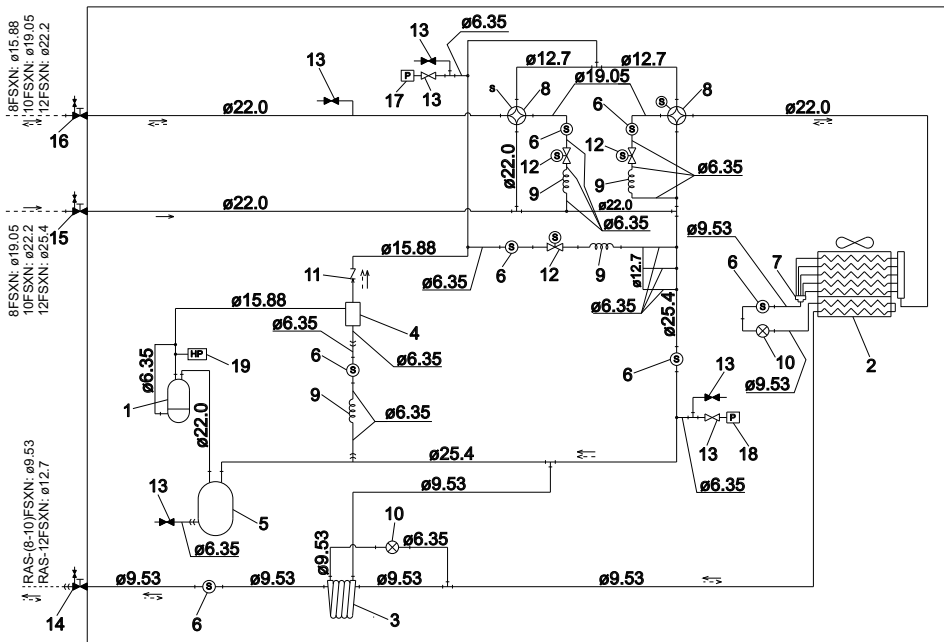 8FSXN: ø15.88
10FSXN: ø19.05
12FSXN: ø22.2
16
ø22.0
13
13
ø6.35
P
17
13
ø12.7
ø12.7
ø19.05
S
8
S
8
6
S
6
S
ø22.0
12
S
12
S
ø6.35
9
9
ø22.0
ø6.35
15
ø22.0
ø22.0
8FSXN: ø19.05
10FSXN: ø22.2
12FSXN: ø25.4
ø15.88
11
ø6.35
S
6
S
12
9
ø12.7
ø6.35
ø25.4
ø9.53
6
7
S
10
ø9.53
2
ø15.88
4
ø6.35
ø6.35
6
S
9
ø6.35
HP
19
ø6.35
1
ø22.0
6
S
13
P
13
18
ø6.35
ø25.4
ø9.53
5
13
ø6.35
RAS-(8-10)FSXN: ø9.53
RAS-12FSXN: ø12.7
14
ø9.53
S
6
ø9.53
ø9.53
10
ø6.35
ø9.53
3
ø9.53